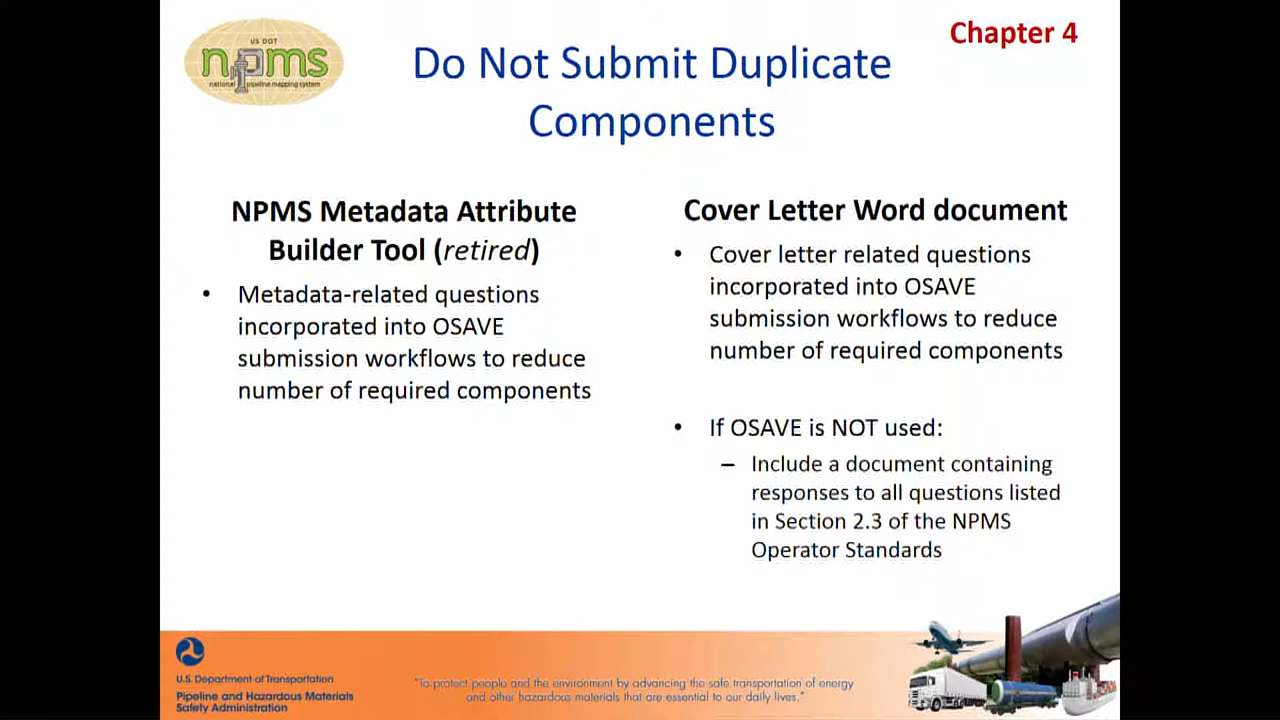 US DOT
npms
national pipeline mapping system
Chapter 4
Do Not Submit Duplicate
Components
NPMS Metadata Attribute
Builder Tool (retired)
• Metadata-related questions
incorporated into OSAVE
submission workflows to reduce
number of required components
Cover Letter Word document
• Cover letter related questions
incorporated into OSAVE
submission workflows to reduce
number of required components
• If OSAVE is NOT used:
– Include a document containing
responses to all questions listed
in Section 2.3 of the NPMS
Operator Standards
U.S. Department of Transportation
Pipeline and Hazardous Materials
Safety Administration
"To protect people and the environment by advancing the safe transportation of energy
and other hazardous materials that are essential to our daily lives."